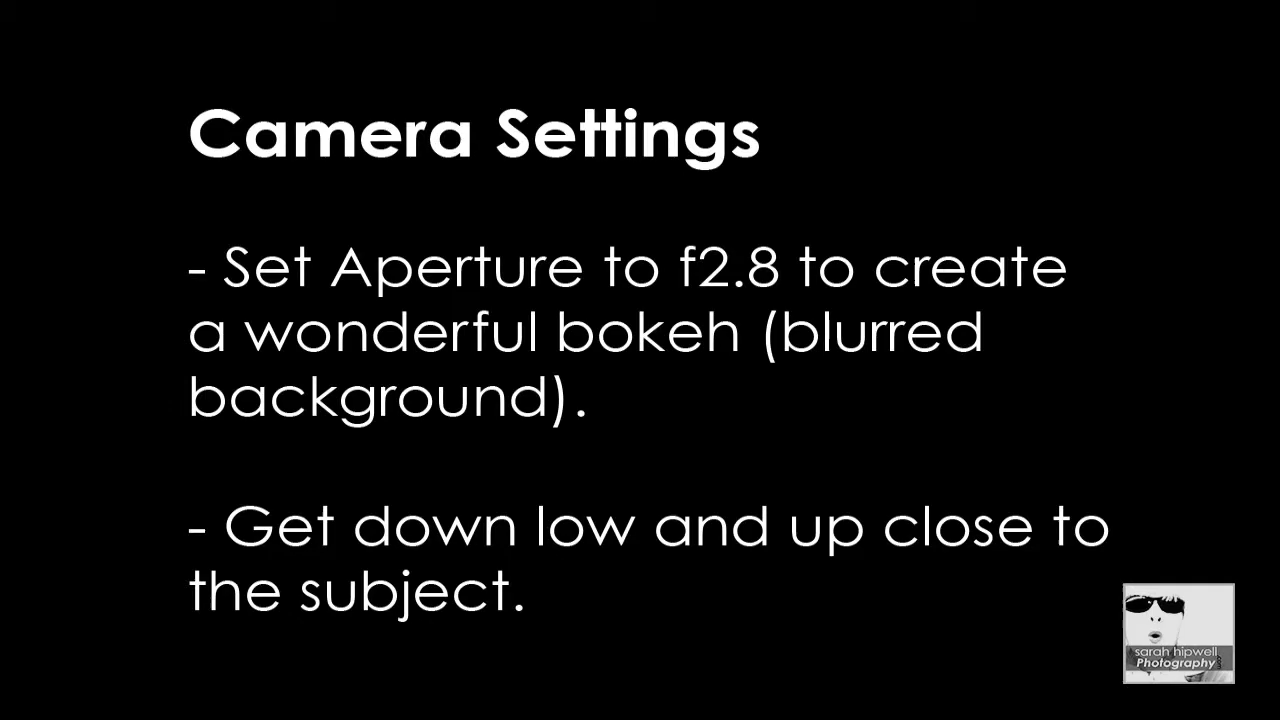 Camera Settings
- Set Aperture to f2.8 to create
a wonderful bokeh (blurred
background).
- Get down low and up close to
the subject.
sarah hipwell
Photography